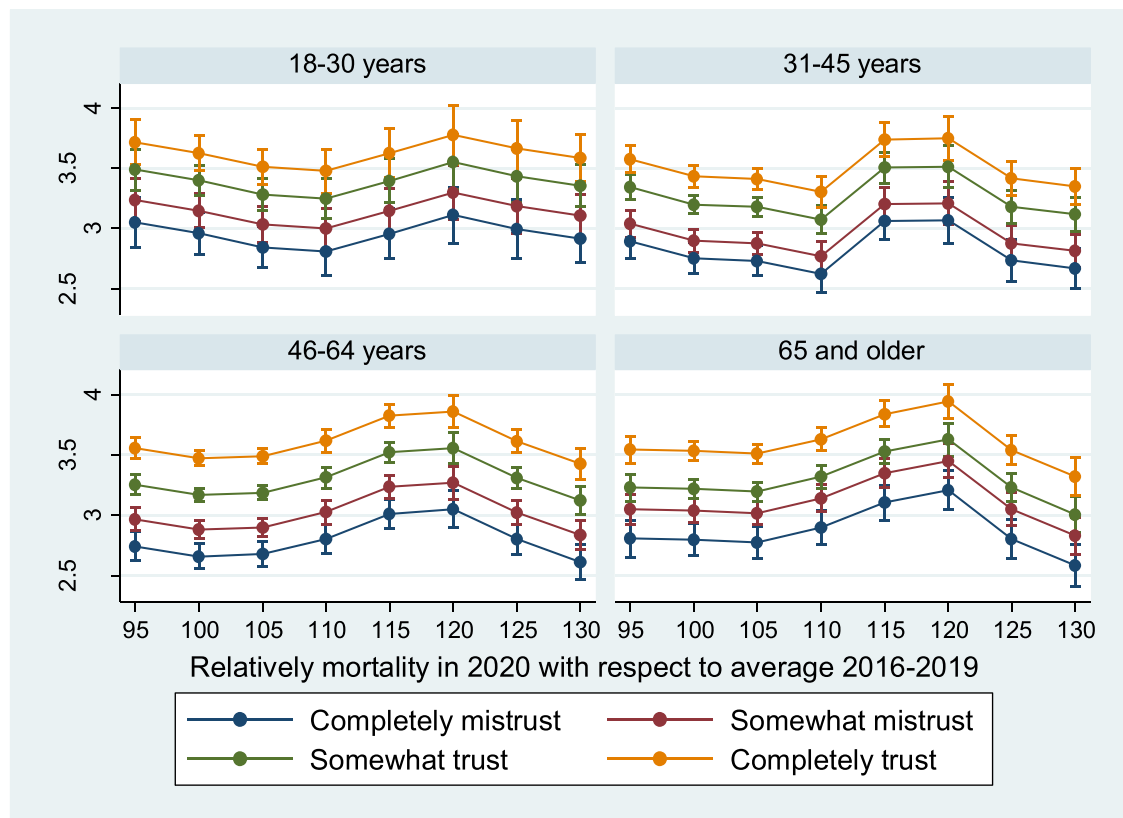 18-30 years
31-45 years
4
3.5
3
2.5
46-64 years
65 and older
4
3.5
3
2.5
95 100 105 110 115 120 125 130
95 100 105 110 115 120 125 130
Relatively mortality in 2020 with respect to average 2016-2019
Completely mistrust
Somewhat mistrust
Somewhat trust
Completely trust